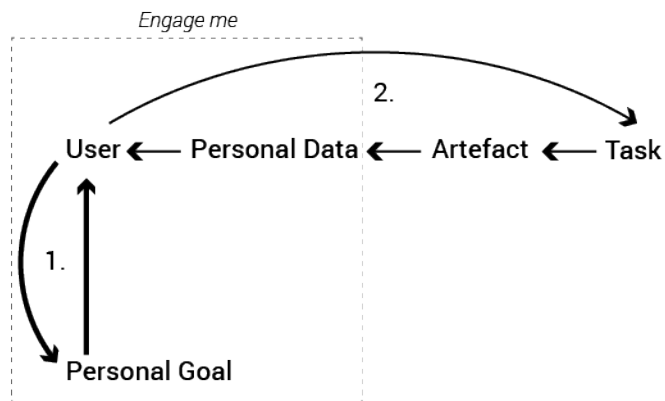 Engage me
2.
User Personal Data Artefact Task
1.
Personal Goal